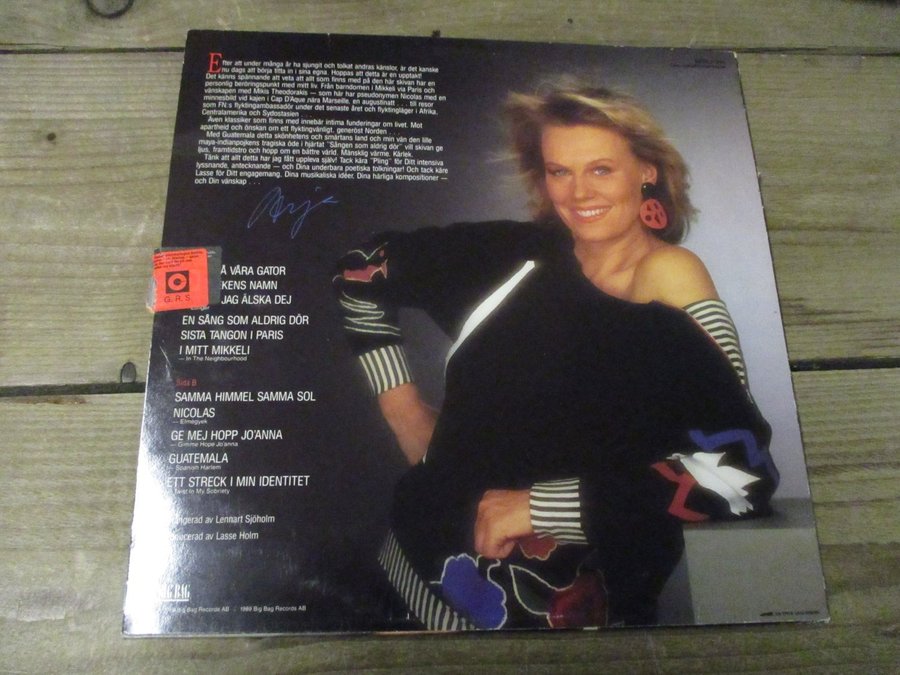 Efter att under många år ha sjungit och tolkat andras känslor, är det kanske
nu dags att börja titta in i sina egna. Hoppas att detta är en upptakt!
Det känns spännande att veta att allt som finns med på den här skivan har en
personlig beröringspunkt med mitt liv. Från barndomen i Mikkeli via Paris och
vänskapen med Mikis Theodorakis — som här har pseudonymen Nicolas med en
minnesbild vid kajen i Cap D'Aque nära Marseille, en augustinatt . . . till resor
som FN:s flyktingambassadör under det senaste året och flyktingläger i Afrika,
Centralamerika och Sydostasien . . .
Även klassiker som finns med innebär intima funderingar om livet. Mot
apartheid och önskan om ett flyktingvänligt, generöst Norden . . .
Med Guatemala detta skönhetens och smärtans land och min vän den lille
maya-indianpojkens tragiska öde i hjärtat "Sången som aldrig dör" vill skivan ge
ljus, framtidstro och hopp om en bättre värld. Mänsklig värme. Kärlek.
Tänk att allt detta har jag fått uppleva själv! Tack kära "Pling" för Ditt intensiva
lyssnande, antecknande — och Dina underbara poetiska tolkningar! Och tack käre
Lasse för Ditt engagemang, Dina musikaliska idéer, Dina härliga kompositioner —
och Din vänskap . . .
Arja
Å VÅRA GATOR
KENS NAMN
JAG ÄLSKA DEJ
EN SÅNG SOM ALDRIG DÖR
SISTA TANGON I PARIS
I MITT MIKKELI
— In The Neighbourhood
G.R.S.
Sida B
SAMMA HIMMEL SAMMA SOL
NICOLAS
— Elmégyek
GE MEJ HOPP JO'ANNA
— Gimme Hope Jo'anna
GUATEMALA
— Spanish Harlem
ETT STRECK I MIN IDENTITET
— Twist In My Sobriety
ngerad av Lennart Sjöholm
ducerad av Lasse Holm
BIG BAG
Big Bag Records AB 1989 Big Bag Records AB